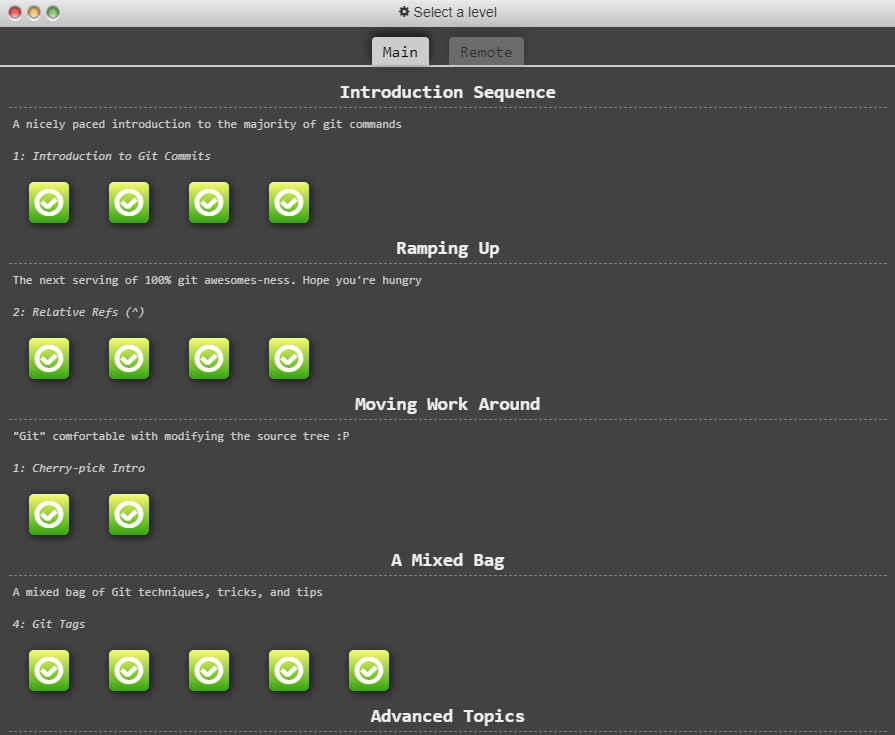 Select a level
Main Remote
Introduction Sequence
A nicely paced introduction to the majority of git commands
1: Introduction to Git Commits
Ramping Up
The next serving of 100% git awesomes-ness. Hope you're hungry
2: Relative Refs (^)
Moving Work Around
"Git" comfortable with modifying the source tree :P
1: Cherry-pick Intro
A Mixed Bag
A mixed bag of Git techniques, tricks, and tips
4: Git Tags
Advanced Topics